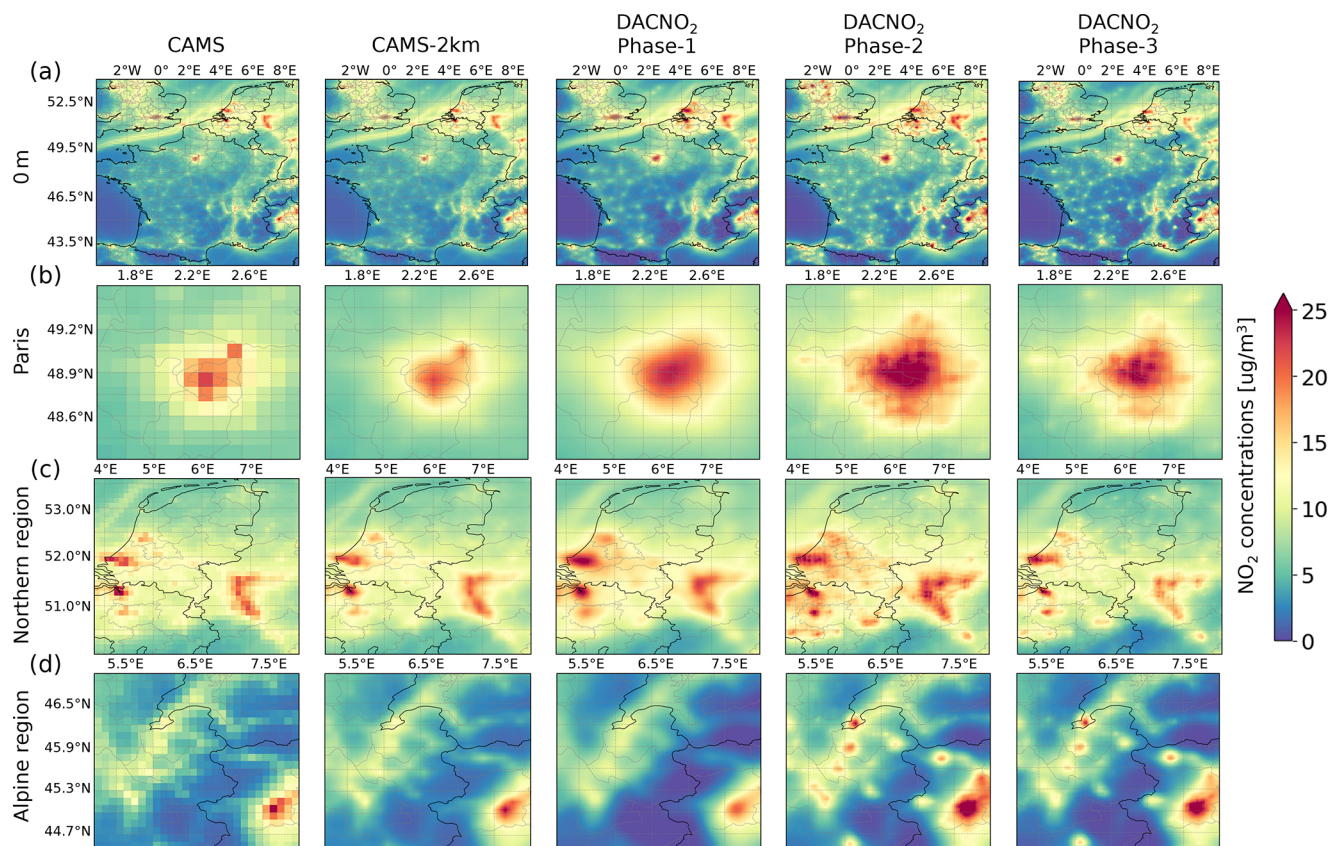 CAMS
CAMS-2km
DACNO₂
Phase-1
DACNO₂
Phase-2
DACNO₂
Phase-3
(a)
2°W 0° 2°E 4°E 6°E 8°E
2°W 0° 2°E 4°E 6°E 8°E
2°W 0° 2°E 4°E 6°E 8°E
2°W 0° 2°E 4°E 6°E 8°E
2°W 0° 2°E 4°E 6°E 8°E
0 m
52.5°N
49.5°N
46.5°N
43.5°N
(b)
1.8°E 2.2°E 2.6°E
1.8°E 2.2°E 2.6°E
1.8°E 2.2°E 2.6°E
1.8°E 2.2°E 2.6°E
1.8°E 2.2°E 2.6°E
Paris
49.2°N
48.9°N
48.6°N
(c)
4°E 5°E 6°E 7°E
4°E 5°E 6°E 7°E
4°E 5°E 6°E 7°E
4°E 5°E 6°E 7°E
4°E 5°E 6°E 7°E
Northern region
53.0°N
52.0°N
51.0°N
(d)
5.5°E 6.5°E 7.5°E
5.5°E 6.5°E 7.5°E
5.5°E 6.5°E 7.5°E
5.5°E 6.5°E 7.5°E
5.5°E 6.5°E 7.5°E
Alpine region
46.5°N
45.9°N
45.3°N
44.7°N
25
20
15
10
5
0
NO₂ concentrations [ug/m³]